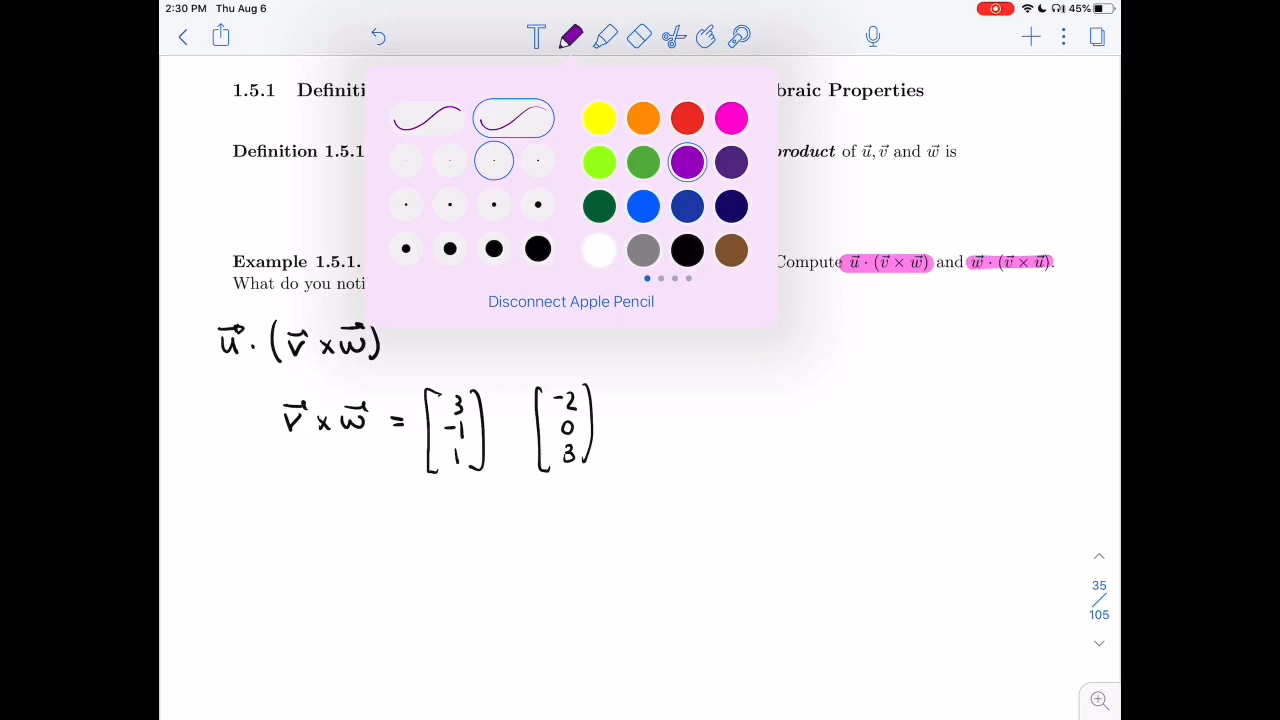 2:30 PM Thu Aug 6 45%
T
1.5.1 Definiti braic Properties
Definition 1.5.1 product of u⃗, v⃗ and w⃗ is
Example 1.5.1. Compute u⃗ · (v⃗ × w⃗) and w⃗ · (v⃗ × u⃗).
What do you noti
Disconnect Apple Pencil
u⃗ · (v⃗ × w⃗)
v⃗ × w⃗ = [3 -1 1] [-2 0 3]
35
105